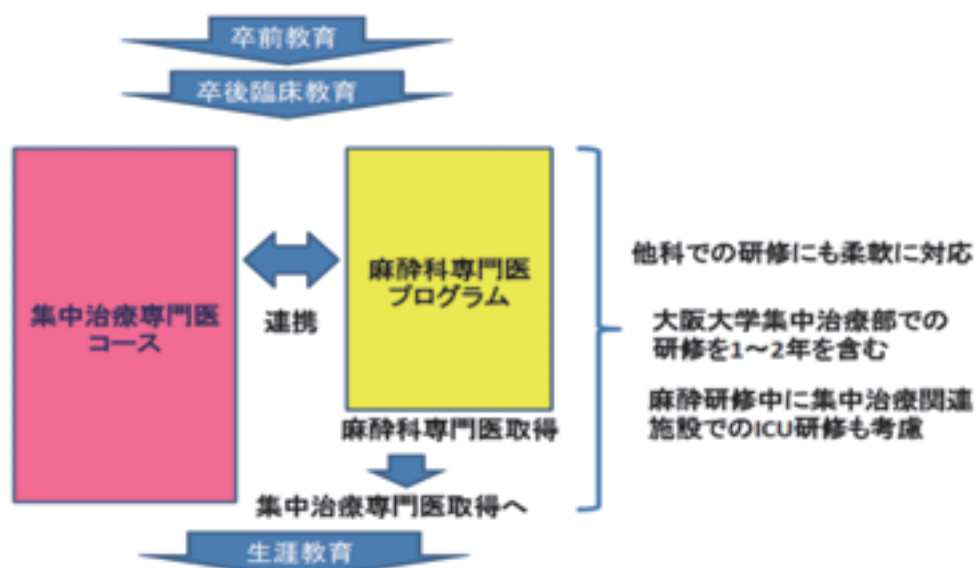 卒前教育
卒後臨床教育
集中治療専門医
コース
連携
麻酔科専門医
プログラム
麻酔科専門医取得
集中治療専門医取得へ
他科での研修にも柔軟に対応
大阪大学集中治療部での
研修を1～2年を含む
麻酔研修中に集中治療関連
施設でのICU研修も考慮
生涯教育